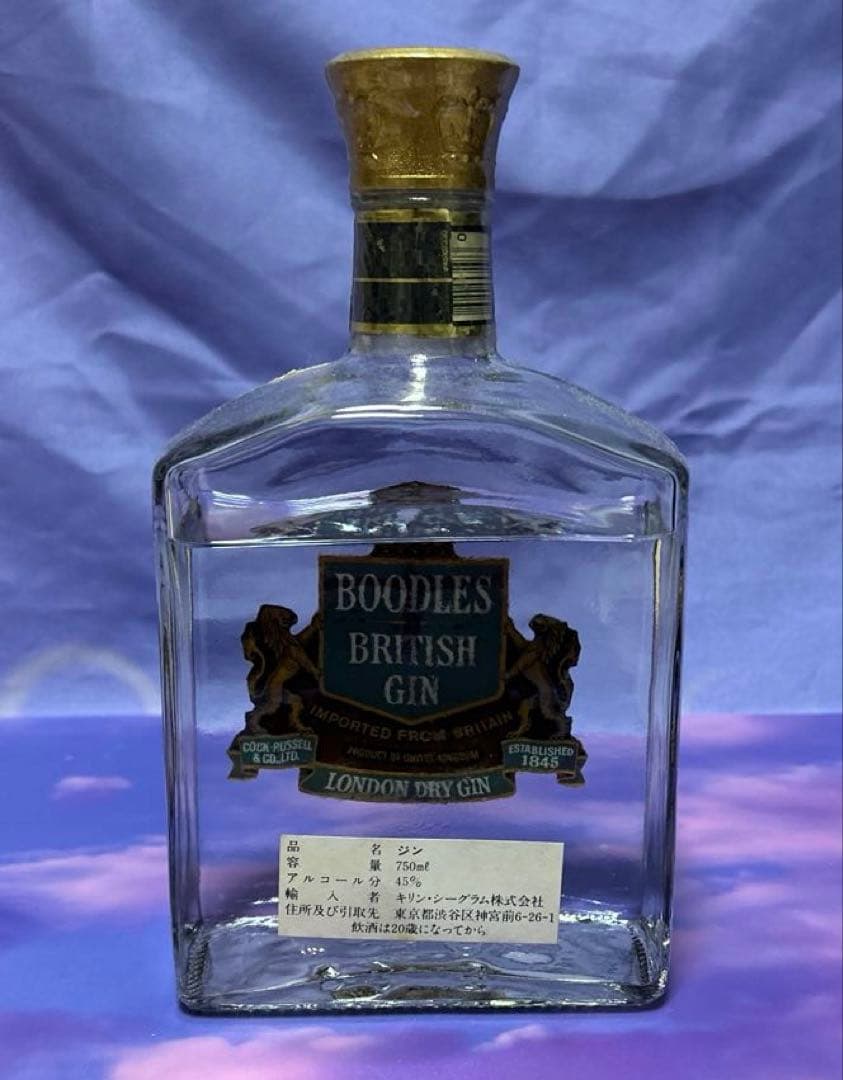 BOODLES
BRITISH
GIN
IMPORTED FROM BRITAIN
PRODUCT OF UNITED KINGDOM
COCK-RUSSELL
& CO., LTD.
ESTABLISHED
1845
LONDON DRY GIN
品名 ジン
容量 750mℓ
アルコール分 45%
輸入者 キリン・シーグラム株式会社
住所及び引取先 東京都渋谷区神宮前6-26-1
飲酒は20歳になってから